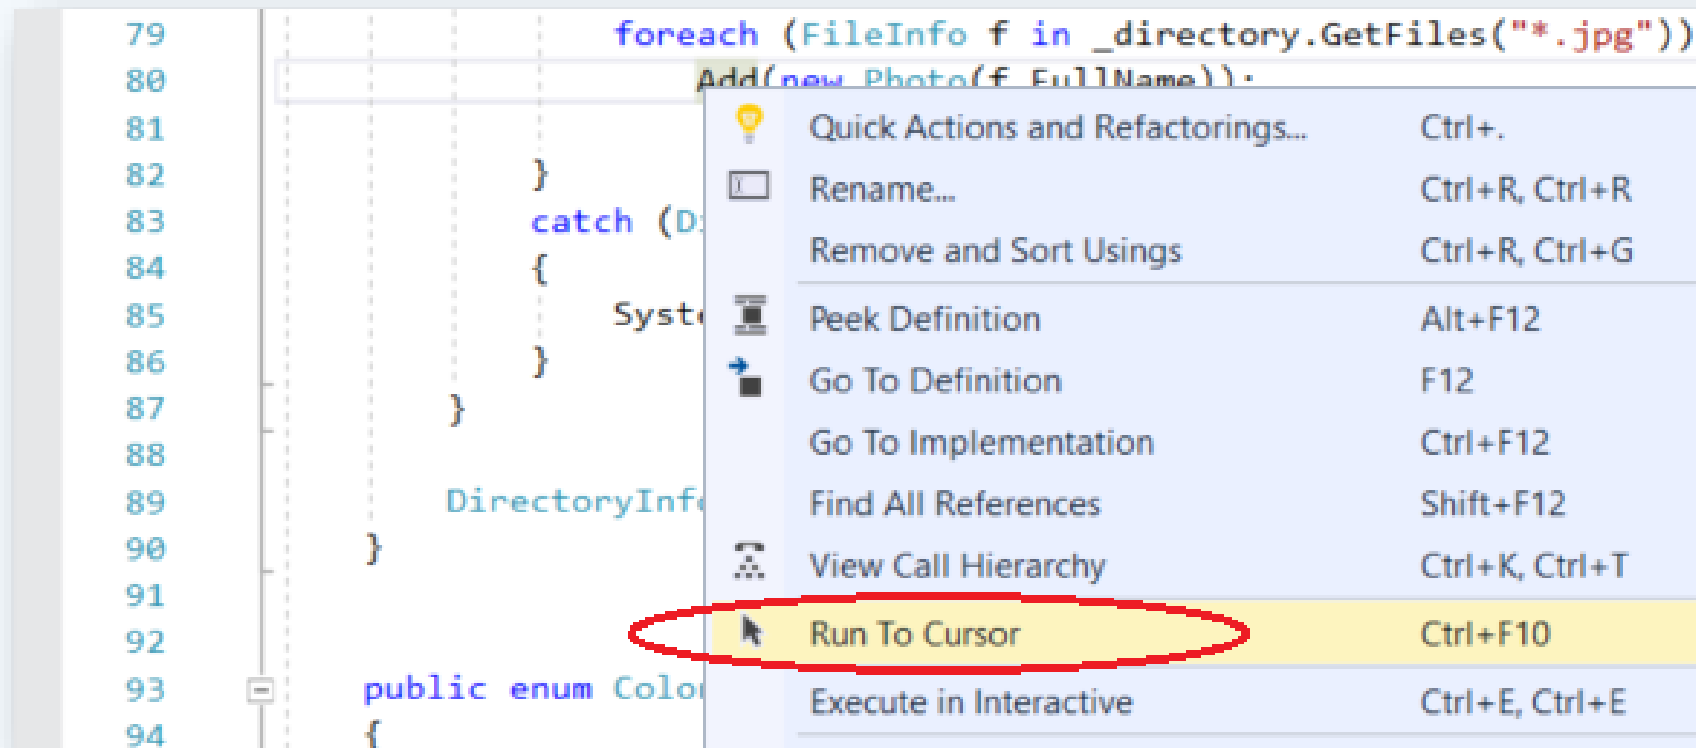 79 foreach (FileInfo f in _directory.GetFiles("*.jpg"))
80 Add(new Photo(f.FullName));
81
82 }
83 catch (D
84 {
85 Syste
86 }
87 }
88
89 DirectoryInfo
90 }
91
92
93 public enum Color
94 {
Quick Actions and Refactorings... Ctrl+.
Rename... Ctrl+R, Ctrl+R
Remove and Sort Usings Ctrl+R, Ctrl+G
Peek Definition Alt+F12
Go To Definition F12
Go To Implementation Ctrl+F12
Find All References Shift+F12
View Call Hierarchy Ctrl+K, Ctrl+T
Run To Cursor Ctrl+F10
Execute in Interactive Ctrl+E, Ctrl+E